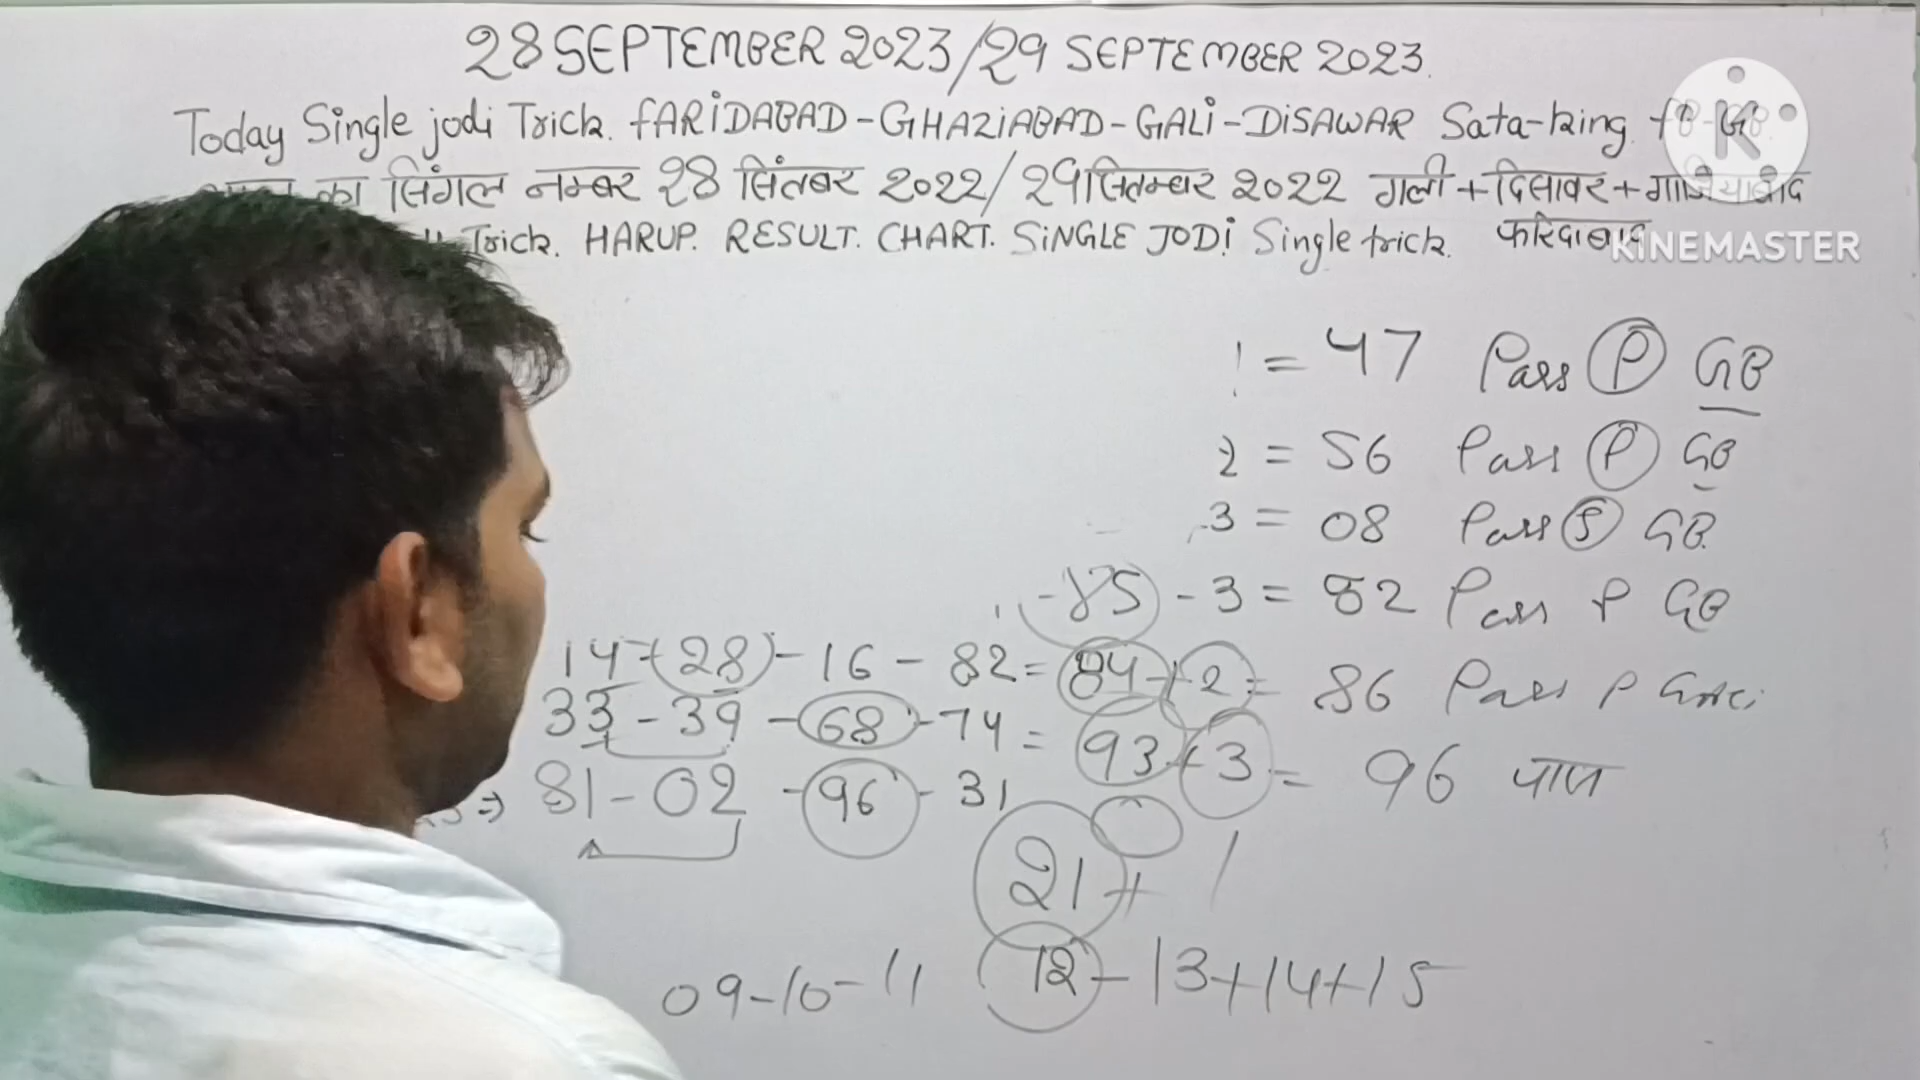 28 SEPTEMBER 2023/29 SEPTEMBER 2023.
Today Single jodi Trick. fARiDABAD-GHAZiABAD-GALi-DiSAWAR Sata-king
का सिंगल नम्बर 28 सितंबर 2022/29 सितम्बर 2022 गली+दिसावर+
Trick. HARUP. RESULT. CHART. SiNGLE JODi Single trick. फरिदाबाद
K
KINEMASTER
1 = 47 Pass P GB
2 = 56 Pass P GB
3 = 08 Pass S GB.
-85 - 3 = 82 Pass P GB
14-28-16-82=84+2= 86 Pass P
33-39-68-74=93+3= 96 पास
⇒ 81-02-96-31
21+
09-10-11 12-13+14+15